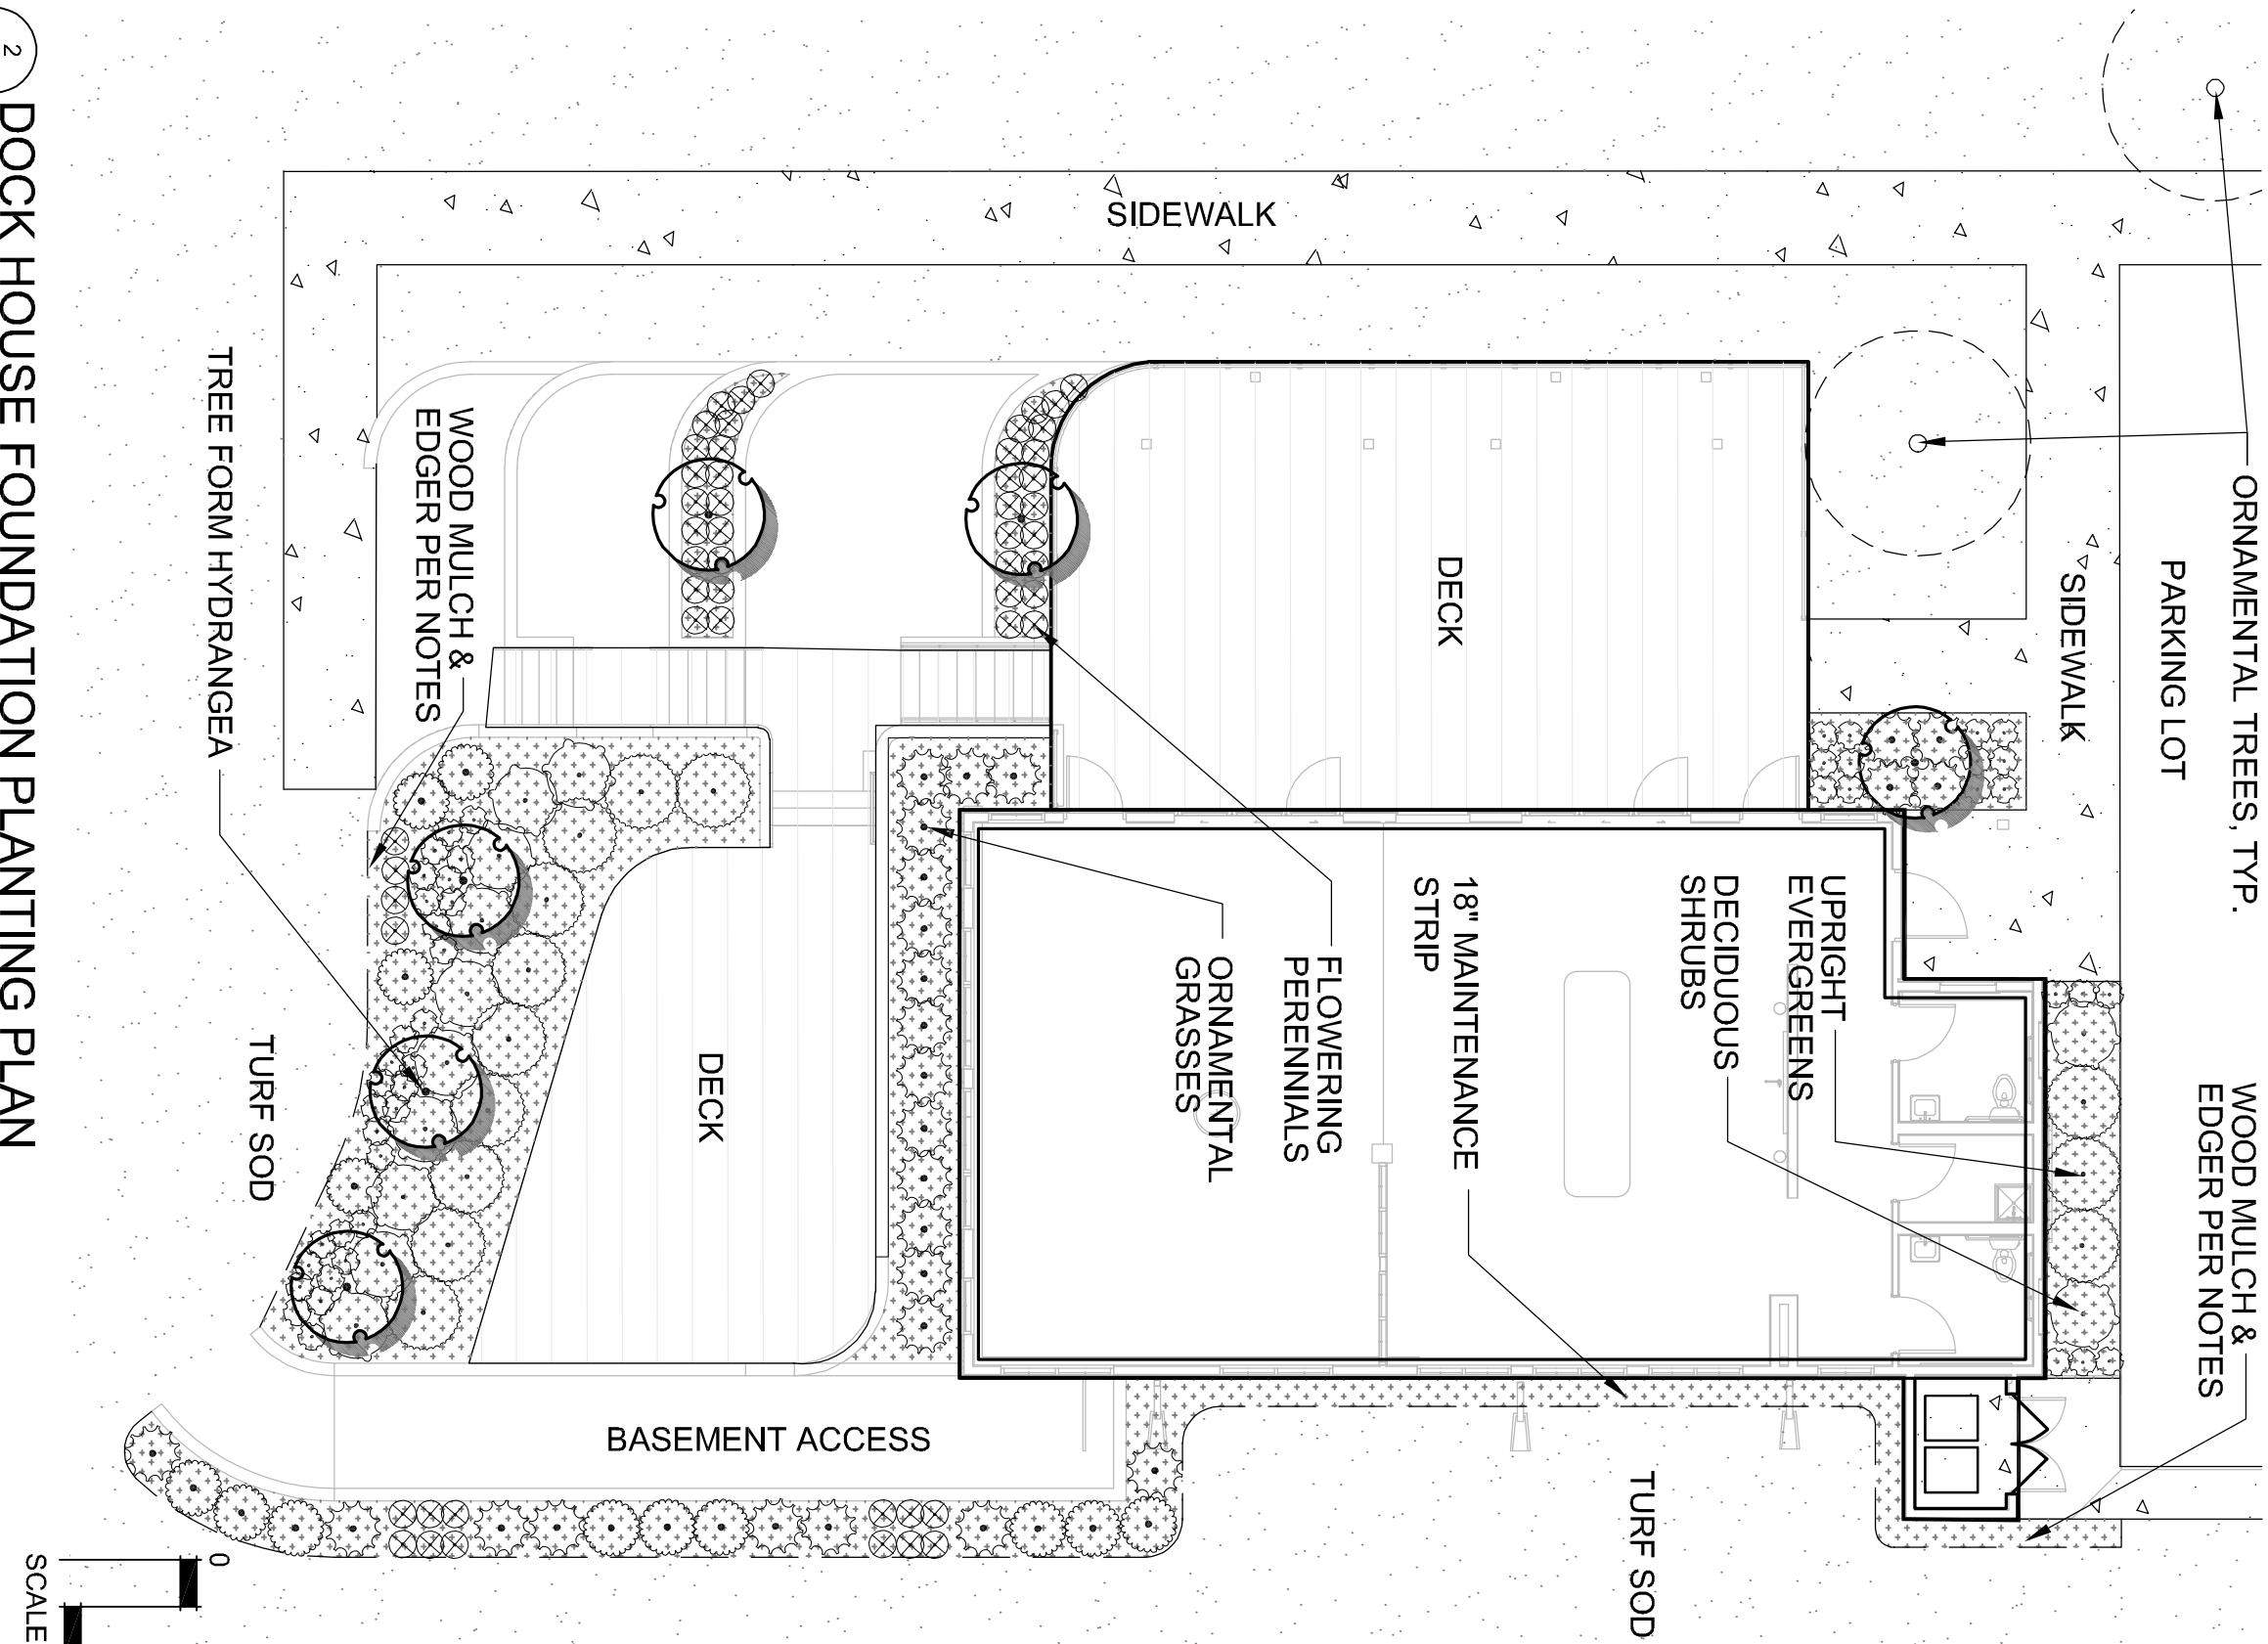 ORNAMENTAL TREES, TYP.
PARKING LOT
SIDEWALK
WOOD MULCH &
EDGER PER NOTES
UPRIGHT
EVERGREENS
DECIDUOUS
SHRUBS
18" MAINTENANCE
STRIP
FLOWERING
PERENNIALS
ORNAMENTAL
GRASSES
DECK
SIDEWALK
DECK
BASEMENT ACCESS
TURF SOD
WOOD MULCH &
EDGER PER NOTES
TREE FORM HYDRANGEA
TURF SOD
2
DOCK HOUSE FOUNDATION PLANTING PLAN
0
SCALE